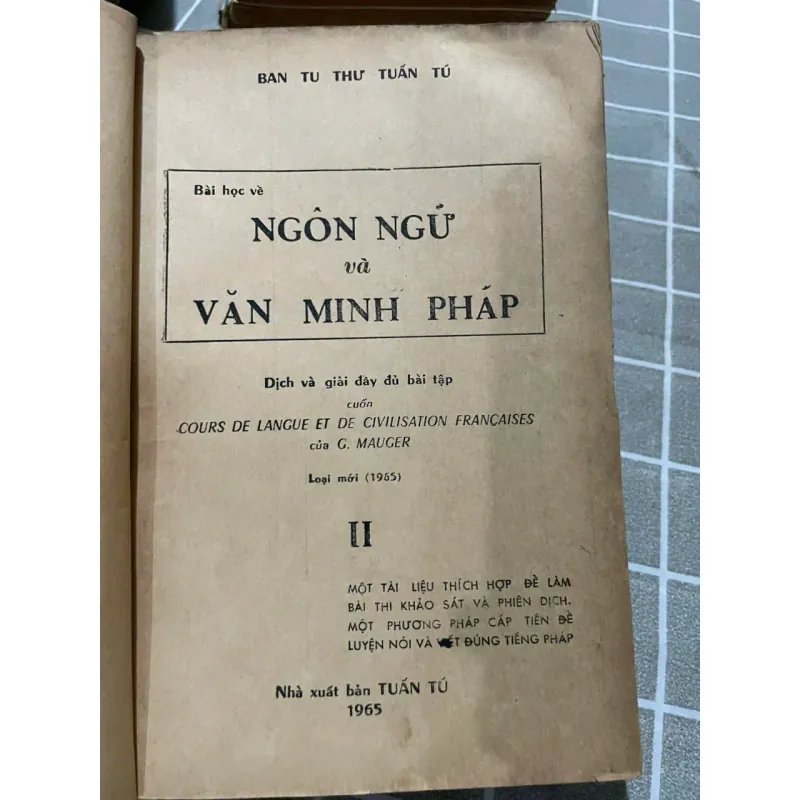 BAN TU THƯ TUẤN TÚ
Bài học về
NGÔN NGỮ
và
VĂN MINH PHÁP
Dịch và giải đầy đủ bài tập
cuốn
COURS DE LANGUE ET DE CIVILISATION FRANÇAISES
của G. MAUGER
Loại mới (1965)
II
MỘT TÀI LIỆU THÍCH HỢP ĐỀ LÀM
BÀI THI KHẢO SÁT VÀ PHIÊN DỊCH.
MỘT PHƯƠNG PHÁP CẤP TIẾN ĐỀ
LUYỆN NÓI VÀ VIẾT ĐÚNG TIẾNG PHÁP
Nhà xuất bản TUẤN TÚ
1965